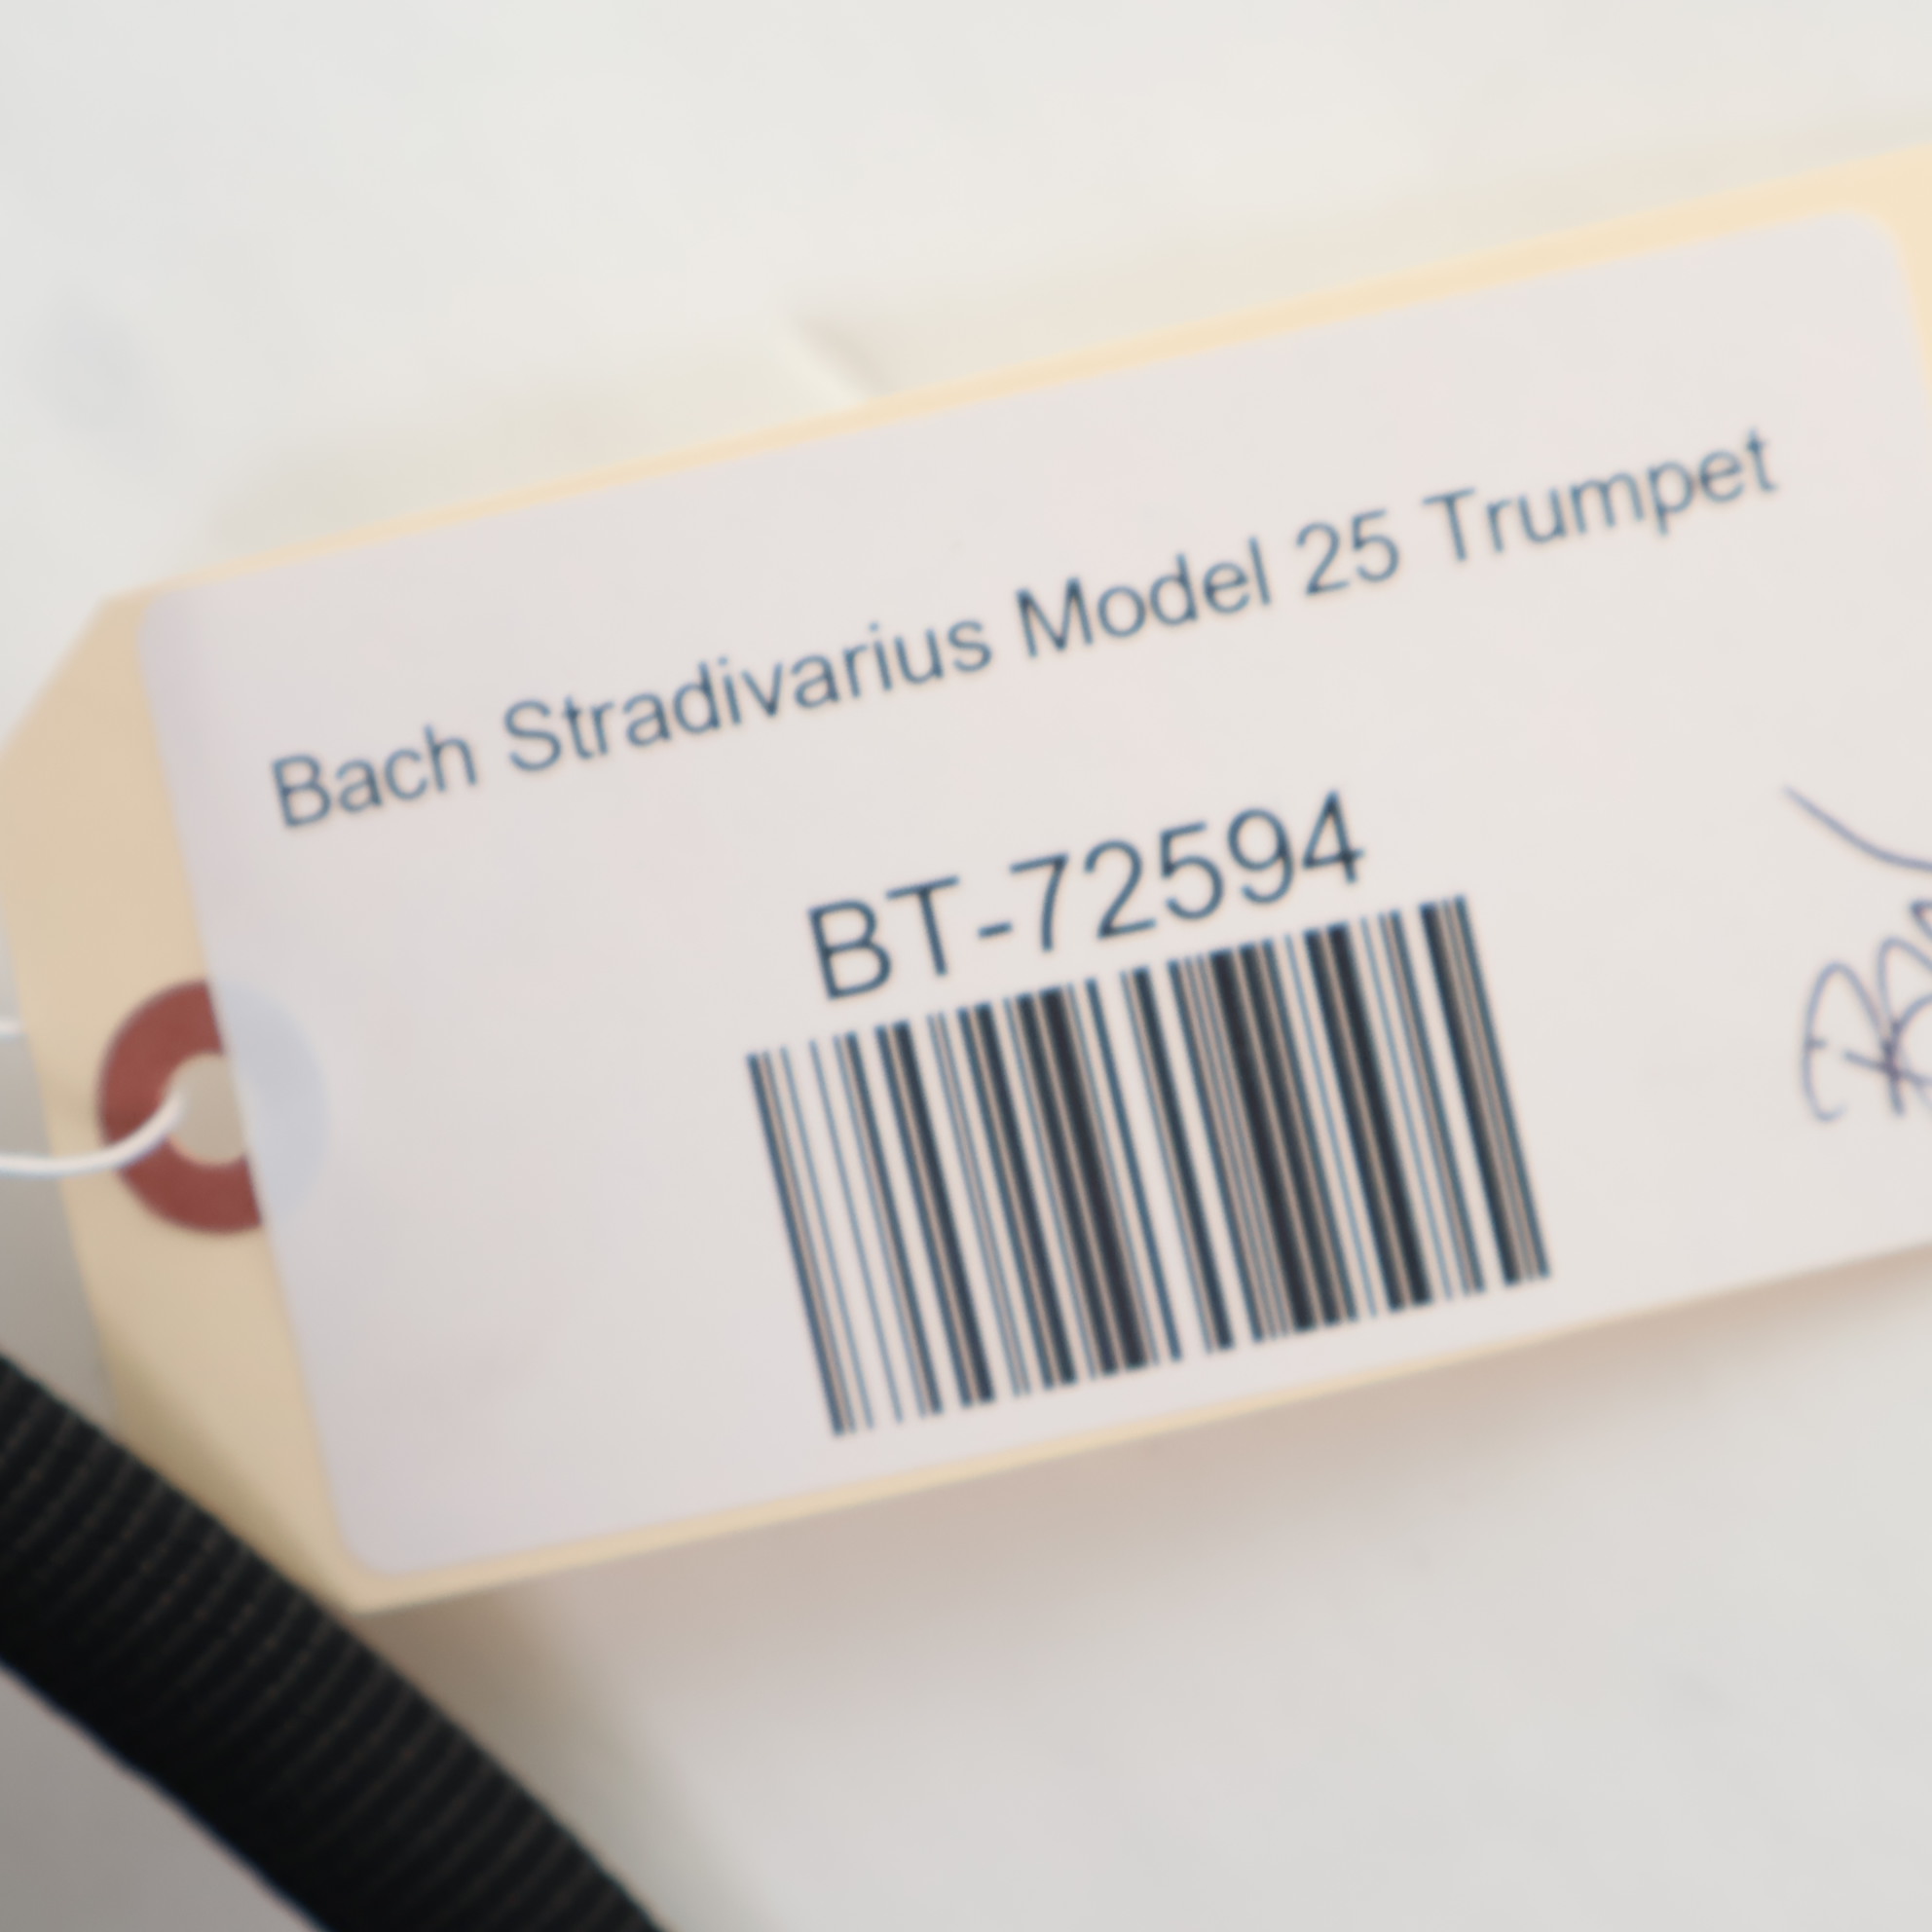 Bach Stradivarius Model 25 Trumpet
BT-72594